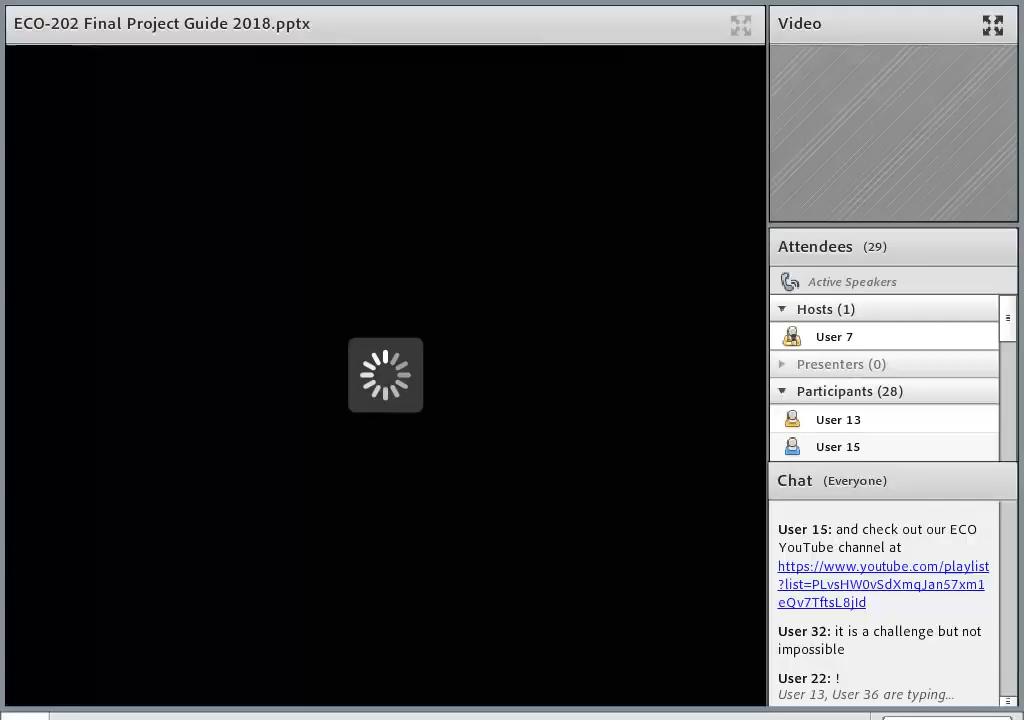 ECO-202 Final Project Guide 2018.pptx
Video
Attendees (29)
Active Speakers
Hosts (1)
User 7
Presenters (0)
Participants (28)
User 13
User 15
Chat (Everyone)
User 15: and check out our ECO
YouTube channel at
https://www.youtube.com/playlist
?list=PLvsHW0vSdXmqJan57xm1
eQv7TftsL8jId
User 32: it is a challenge but not
impossible
User 22: !
User 13, User 36 are typing...